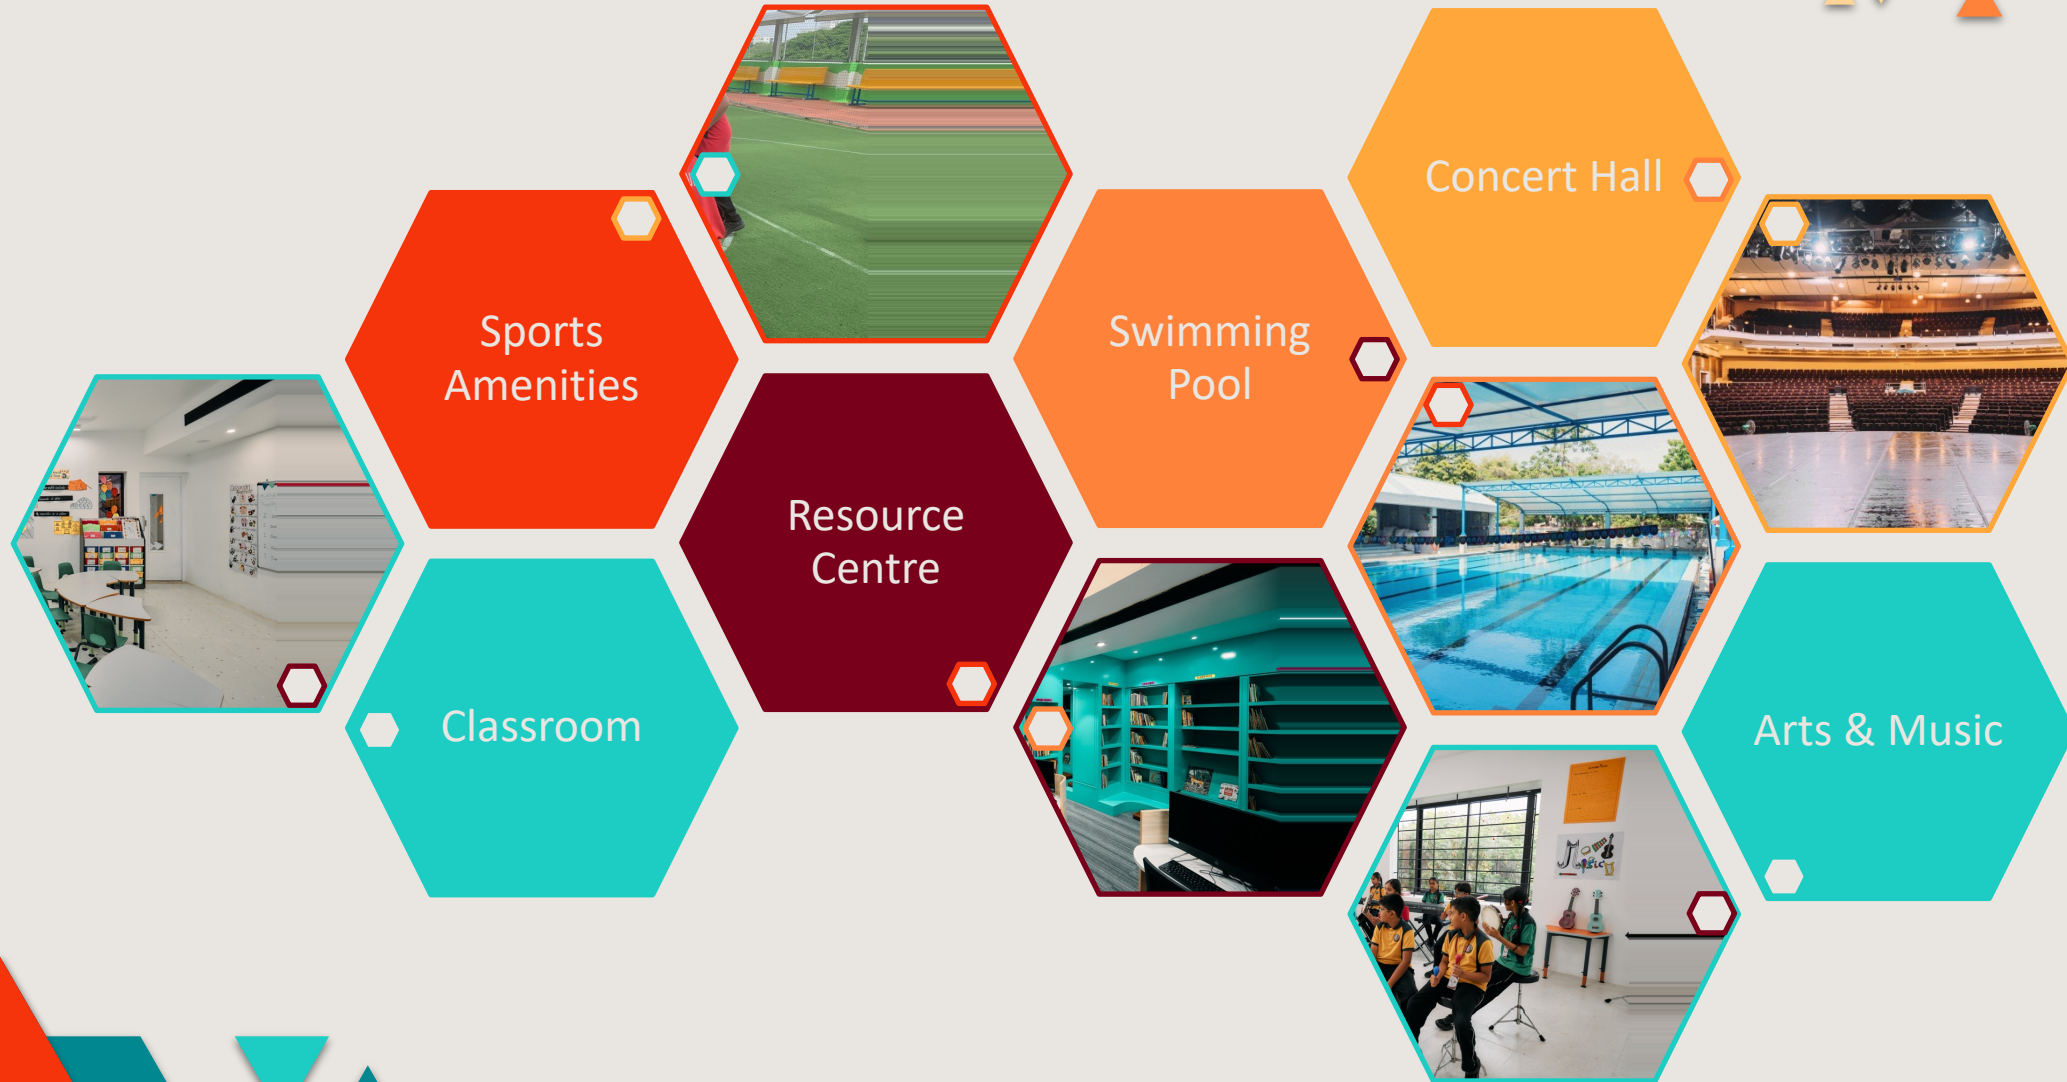 Concert Hall
Sports
Amenities
Swimming
Pool
Resource
Centre
Classroom
Arts & Music